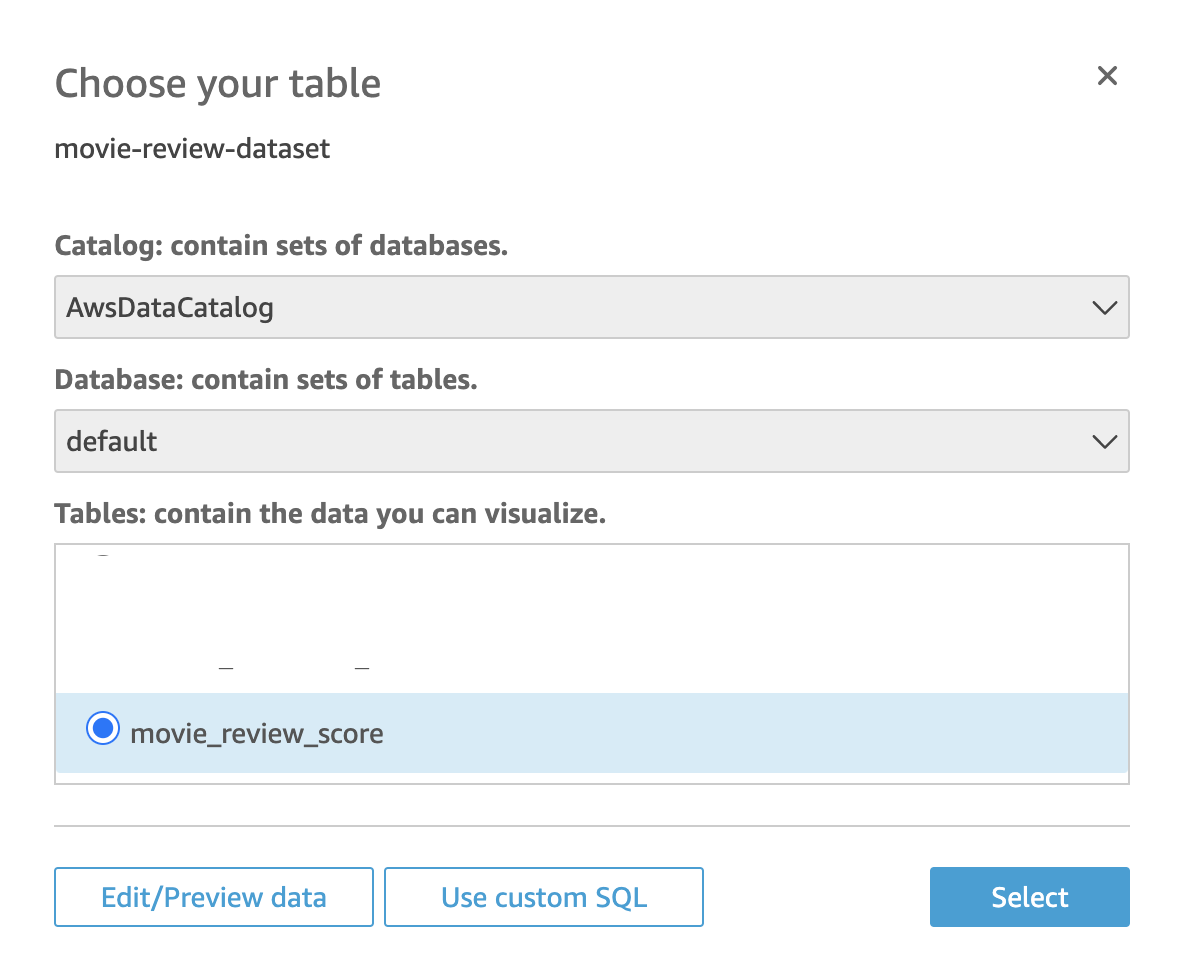 Choose your table
movie-review-dataset
Catalog: contain sets of databases.
AwsDataCatalog
Database: contain sets of tables.
default
Tables: contain the data you can visualize.
movie_review_score
Edit/Preview data
Use custom SQL
Select